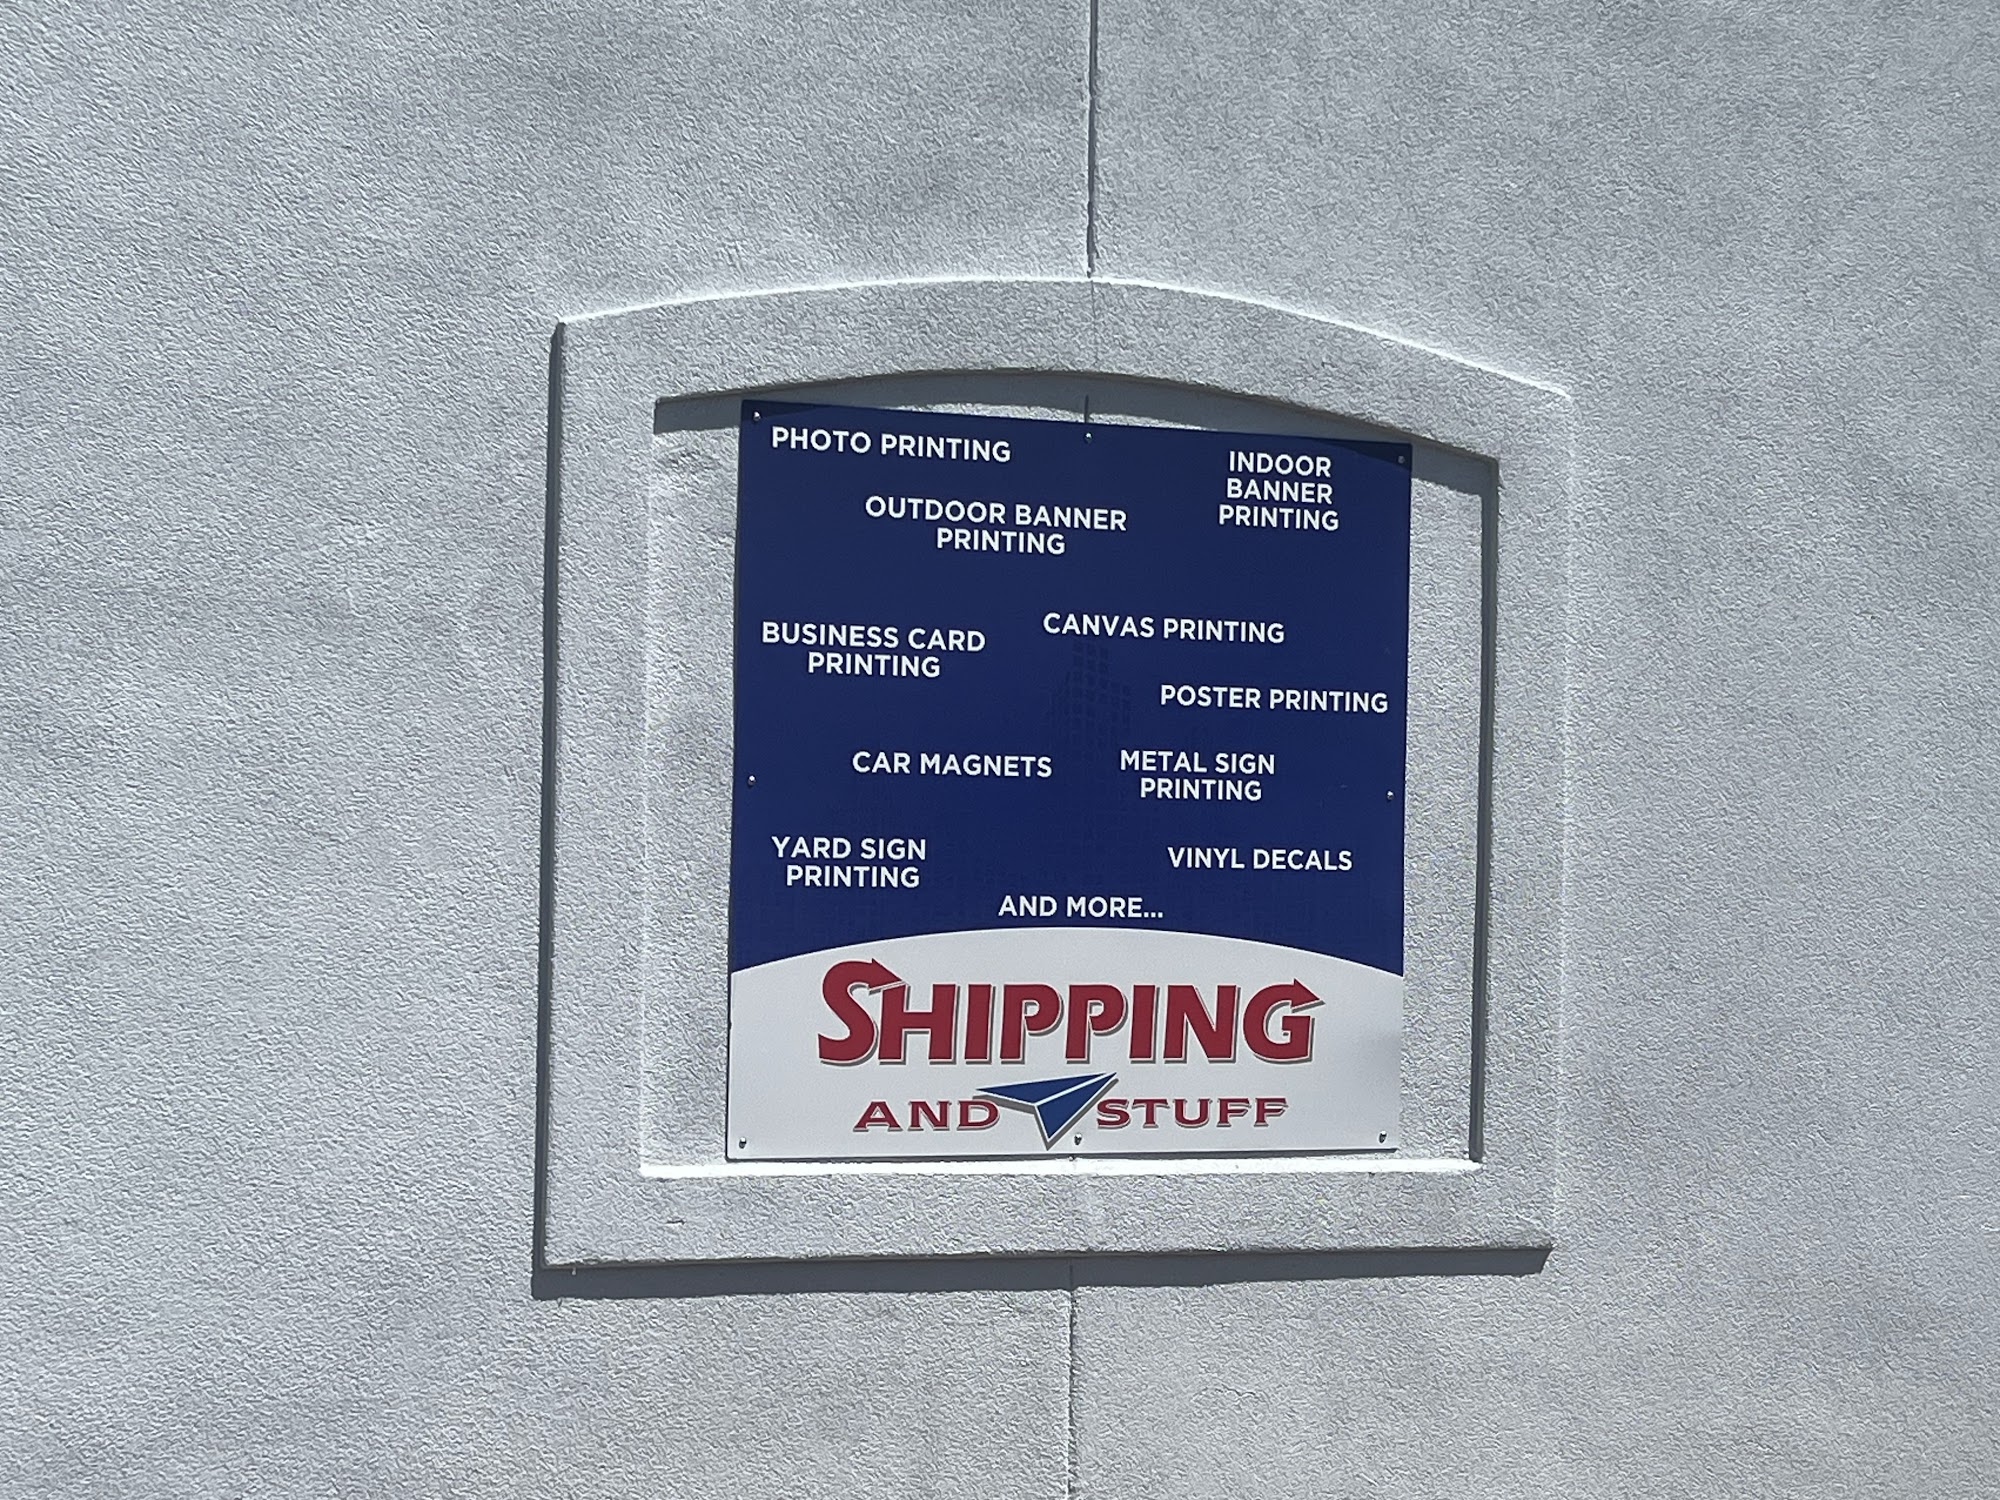 PHOTO PRINTING
INDOOR
BANNER
PRINTING
OUTDOOR BANNER
PRINTING
BUSINESS CARD
PRINTING
CANVAS PRINTING
POSTER PRINTING
CAR MAGNETS
METAL SIGN
PRINTING
YARD SIGN
PRINTING
VINYL DECALS
AND MORE...
SHIPPING
AND STUFF